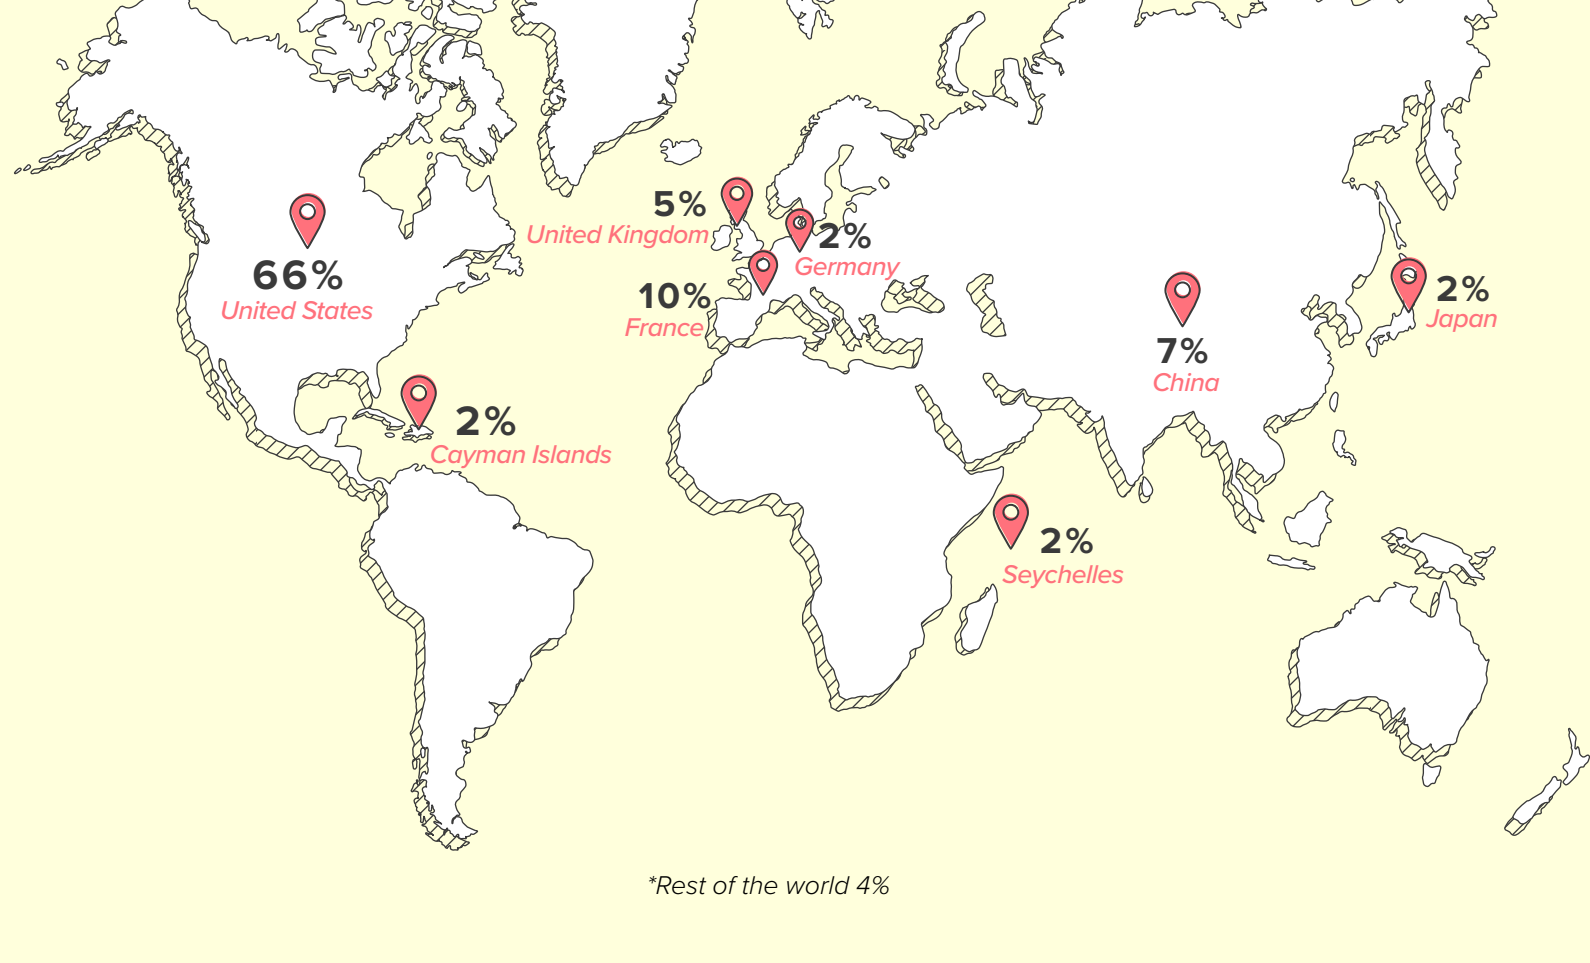 5%
United Kingdom
2%
Germany
66%
United States
10%
France
2%
Japan
7%
China
2%
Cayman Islands
2%
Seychelles
*Rest of the world 4%